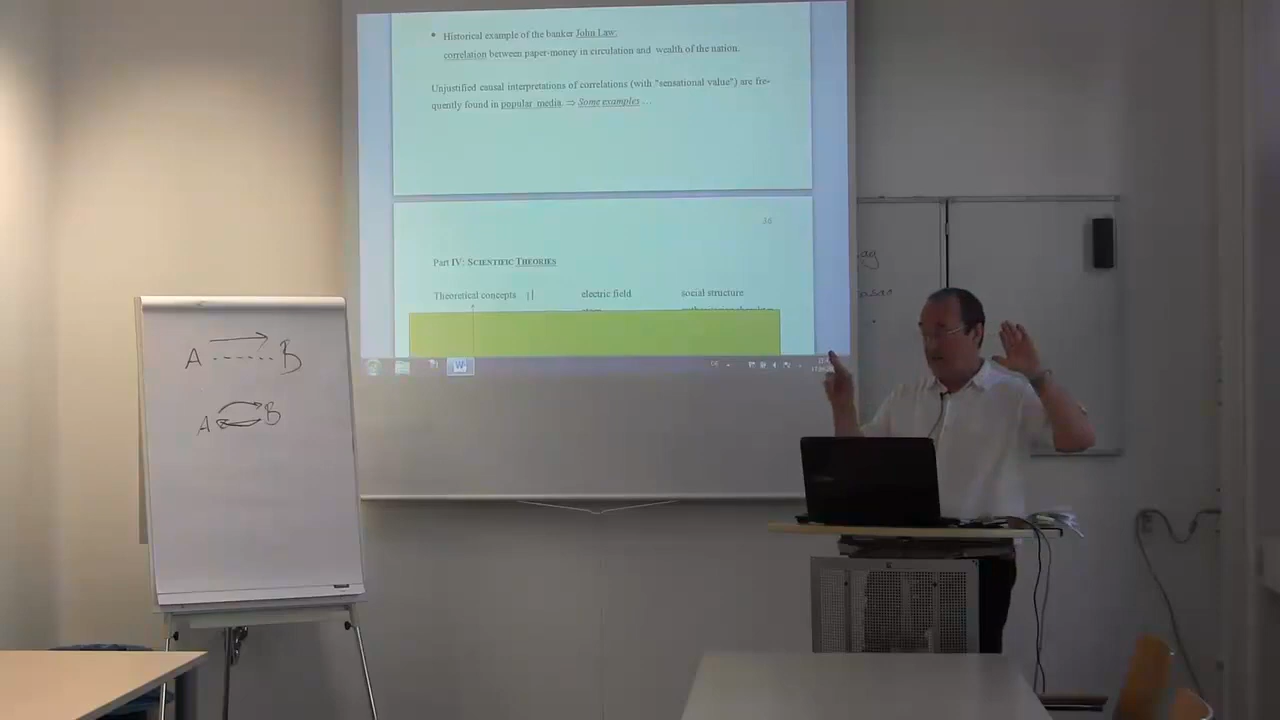 • Historical example of the banker John Law:
correlation between paper-money in circulation and wealth of the nation.
Unjustified causal interpretations of correlations (with "sensational value") are fre-
quently found in popular media. ⇒ Some examples …
Part IV: SCIENTIFIC THEORIES
Theoretical concepts
electric field
social structure
A B
A B